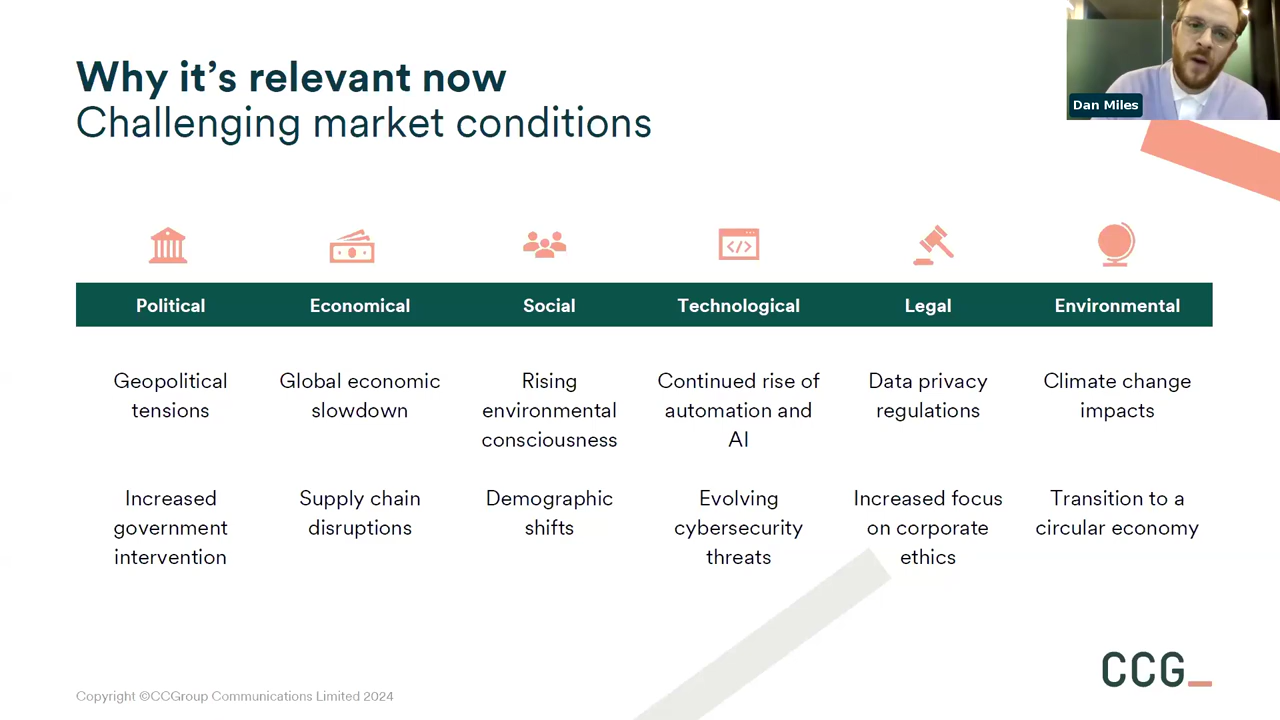 Why it's relevant now
Challenging market conditions
Dan Miles
</>
Political
Economical
Social
Technological
Legal
Environmental
Geopolitical
tensions
Global economic
slowdown
Rising
environmental
consciousness
Continued rise of
automation and
AI
Data privacy
regulations
Climate change
impacts
Increased
government
intervention
Supply chain
disruptions
Demographic
shifts
Evolving
cybersecurity
threats
Increased focus
on corporate
ethics
Transition to a
circular economy
CCG_
Copyright ©CCGroup Communications Limited 2024